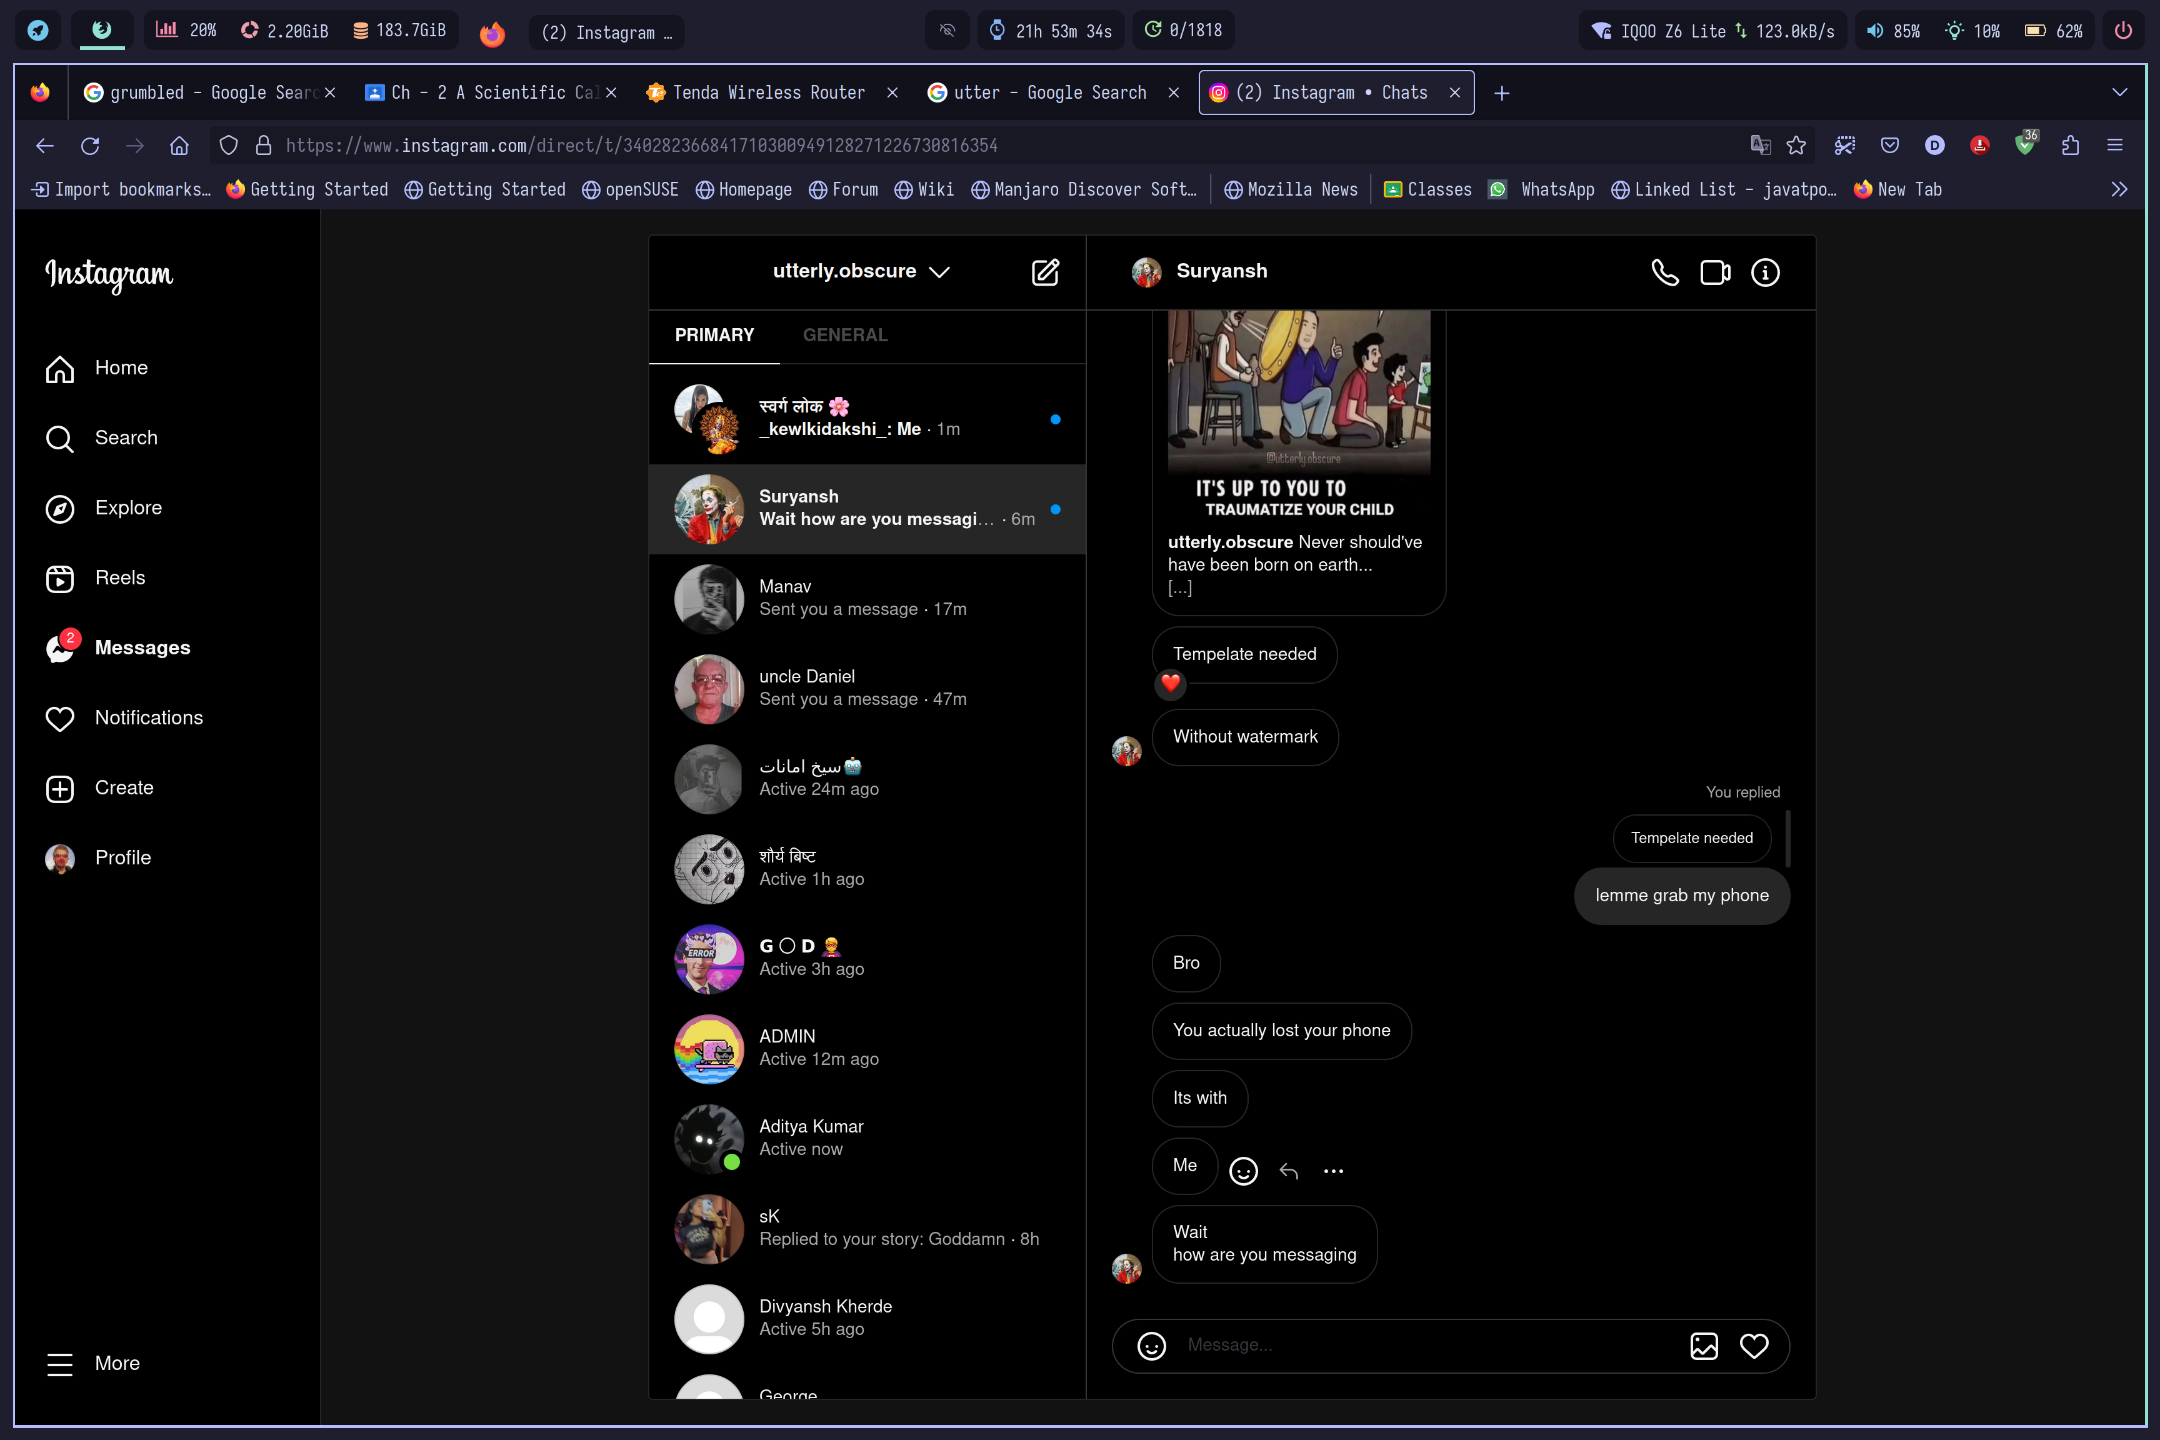 20%
2.20GiB
183.7GiB
(2) Instagram …
21h 53m 34s
0/1818
IQOO Z6 Lite
123.0kB/s
85%
10%
62%
grumbled - Google Searc
Ch - 2 A Scientific Cal
Tenda Wireless Router
utter - Google Search
(2) Instagram • Chats
https://www.instagram.com/direct/t/340282366841710300949128271226730816354
36
D
Import bookmarks…
Getting Started
Getting Started
openSUSE
Homepage
Forum
Wiki
Manjaro Discover Soft…
Mozilla News
Classes
WhatsApp
Linked List - javatpo…
New Tab
Instagram
Home
Search
Explore
Reels
2
Messages
Notifications
Create
Profile
More
utterly.obscure
PRIMARY
GENERAL
स्वर्ग लोक 🌸
_kewlkidakshi_: Me · 1m
Suryansh
Wait how are you messagi… · 6m
Manav
Sent you a message · 17m
uncle Daniel
Sent you a message · 47m
سيخ امانات🤖
Active 24m ago
शौर्य बिष्ट
Active 1h ago
ERROR
G ◯ D 🦸
Active 3h ago
ADMIN
Active 12m ago
Aditya Kumar
Active now
sK
Replied to your story: Goddamn · 8h
Divyansh Kherde
Active 5h ago
George
Suryansh
@utterly.obscure
IT'S UP TO YOU TO
TRAUMATIZE YOUR CHILD
utterly.obscure Never should've
have been born on earth...
[...]
Tempelate needed
❤️
Without watermark
You replied
Tempelate needed
lemme grab my phone
Bro
You actually lost your phone
Its with
Me
Wait
how are you messaging
Message...